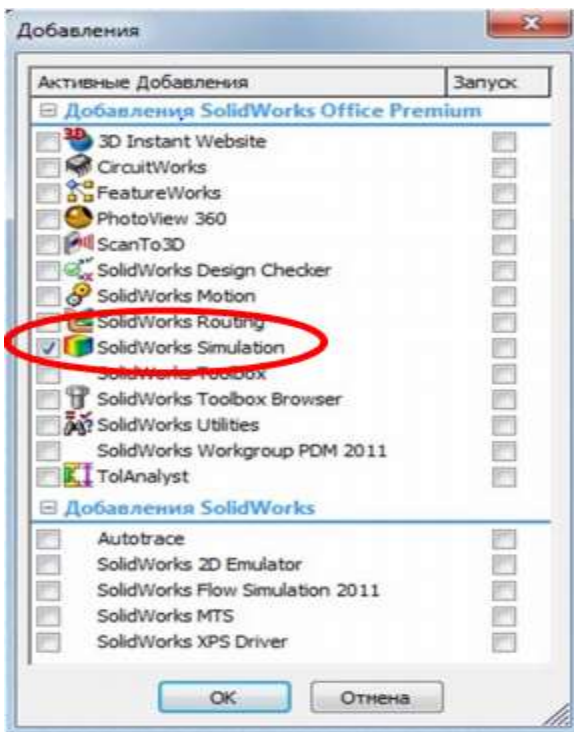 Добавления
Активные Добавления Запуск
Добавления SolidWorks Office Premium
3D Instant Website
CircuitWorks
FeatureWorks
PhotoView 360
ScanTo3D
SolidWorks Design Checker
SolidWorks Motion
SolidWorks Routing
SolidWorks Simulation
SolidWorks Toolbox
SolidWorks Toolbox Browser
SolidWorks Utilities
SolidWorks Workgroup PDM 2011
TolAnalyst
Добавления SolidWorks
Autotrace
SolidWorks 2D Emulator
SolidWorks Flow Simulation 2011
SolidWorks MTS
SolidWorks XPS Driver
OK Отмена